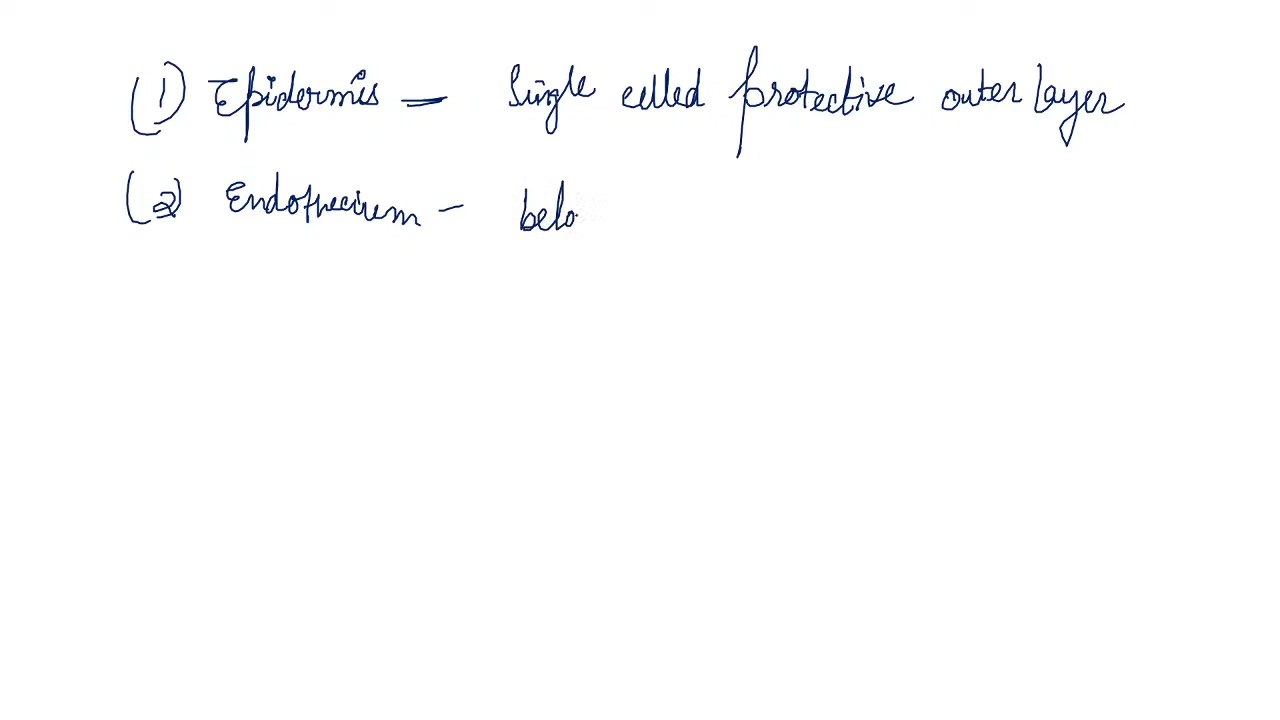 (1) Epidermis — Single celled protective outer layer
(2) Endothecium — belo